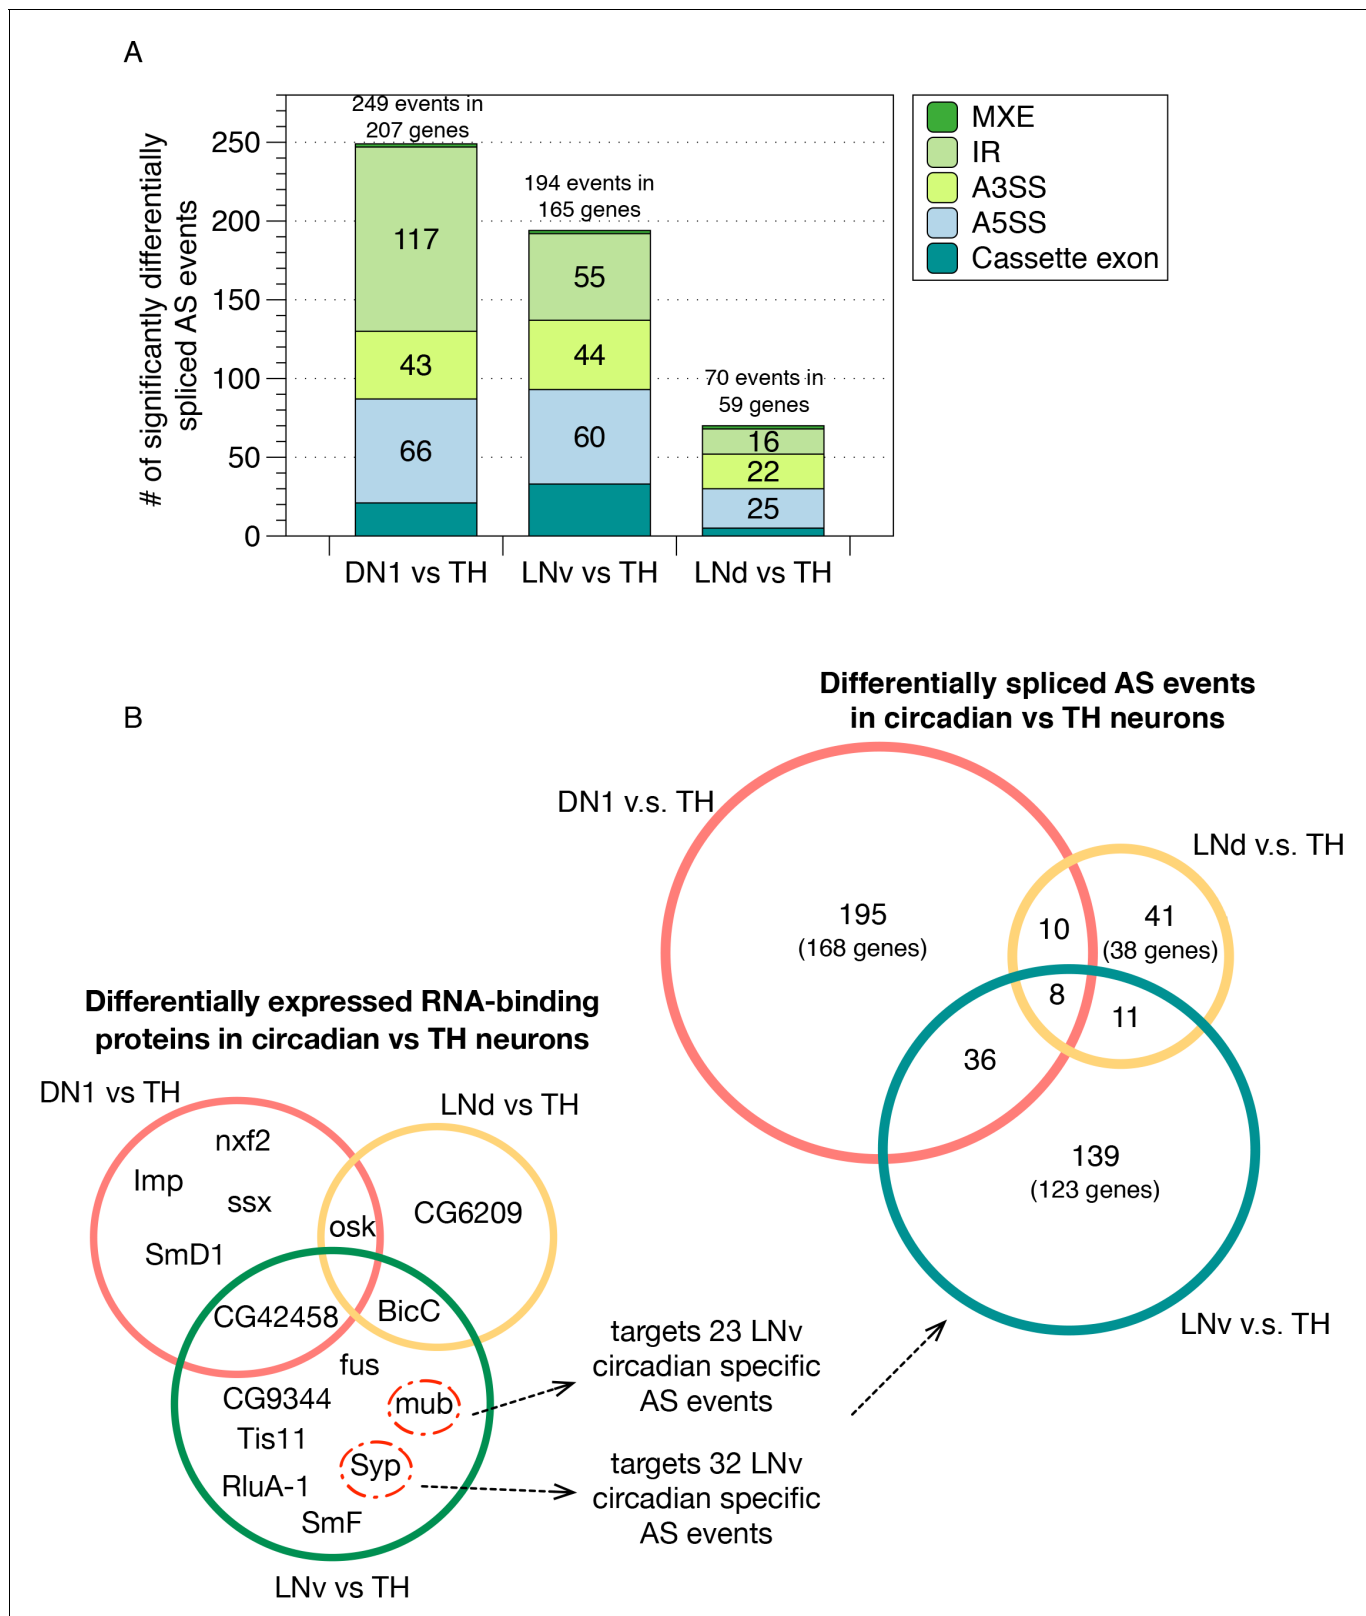 A
# of significantly differentially
spliced AS events
250
200
150
100
50
0
249 events in
207 genes
117
43
66
194 events in
165 genes
55
44
60
70 events in
59 genes
16
22
25
DN1 vs TH
LNv vs TH
LNd vs TH
MXE
IR
A3SS
A5SS
Cassette exon
B
Differentially spliced AS events
in circadian vs TH neurons
DN1 v.s. TH
LNd v.s. TH
195
(168 genes)
10
41
(38 genes)
8
11
36
139
(123 genes)
LNv v.s. TH
Differentially expressed RNA-binding
proteins in circadian vs TH neurons
DN1 vs TH
LNd vs TH
nxf2
Imp
ssx
SmD1
osk
CG6209
CG42458
BicC
fus
CG9344
mub
Tis11
Syp
RluA-1
SmF
LNv vs TH
targets 23 LNv
circadian specific
AS events
targets 32 LNv
circadian specific
AS events